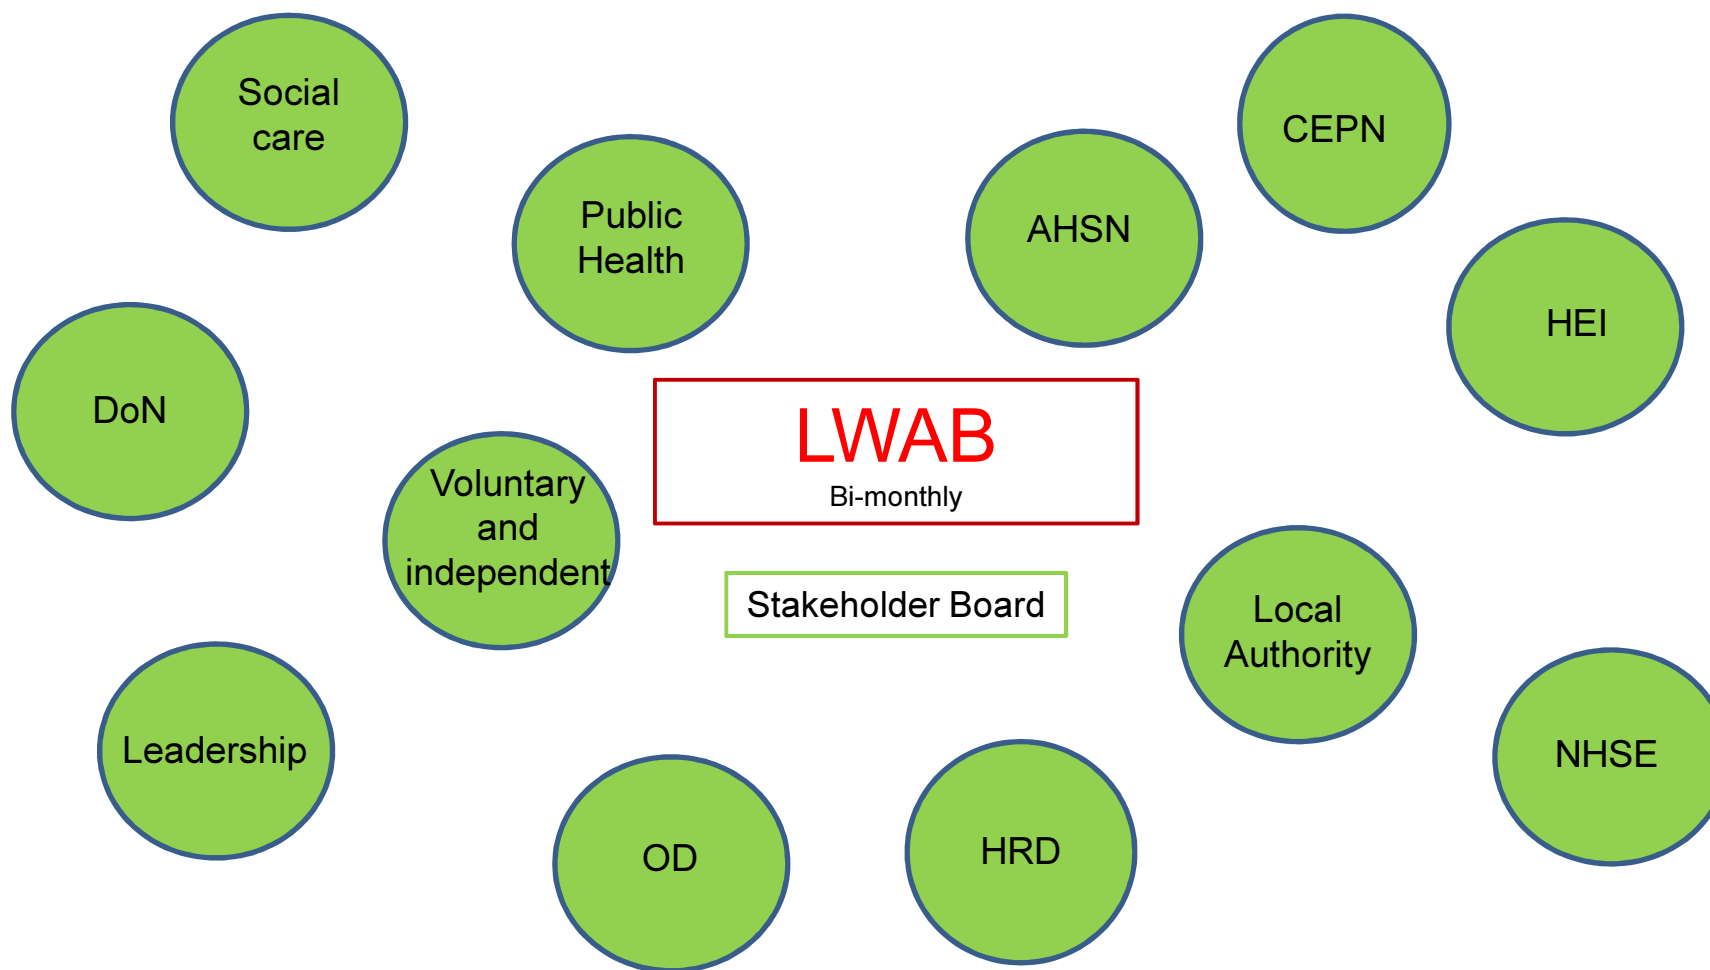 Social
care
CEPN
Public
Health
AHSN
HEI
DoN
LWAB
Bi-monthly
Voluntary
and
independent
Stakeholder Board
Local
Authority
Leadership
NHSE
OD
HRD